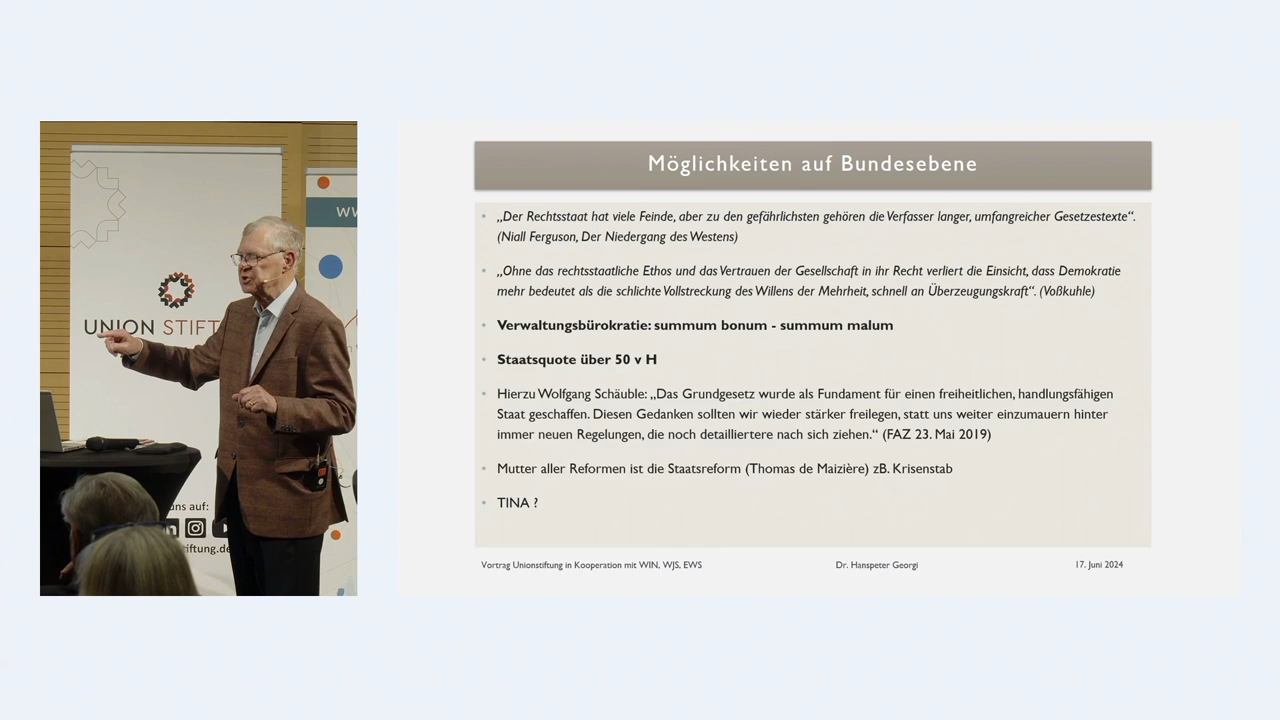 UNION STIFT
uns auf:
iftung.de
Möglichkeiten auf Bundesebene
„Der Rechtsstaat hat viele Feinde, aber zu den gefährlichsten gehören die Verfasser langer, umfangreicher Gesetzestexte“.
(Niall Ferguson, Der Niedergang des Westens)
„Ohne das rechtsstaatliche Ethos und das Vertrauen der Gesellschaft in ihr Recht verliert die Einsicht, dass Demokratie
mehr bedeutet als die schlichte Vollstreckung des Willens der Mehrheit, schnell an Überzeugungskraft“. (Voßkuhle)
Verwaltungsbürokratie: summum bonum - summum malum
Staatsquote über 50 v H
Hierzu Wolfgang Schäuble: „Das Grundgesetz wurde als Fundament für einen freiheitlichen, handlungsfähigen
Staat geschaffen. Diesen Gedanken sollten wir wieder stärker freilegen, statt uns weiter einzumauern hinter
immer neuen Regelungen, die noch detailliertere nach sich ziehen.“ (FAZ 23. Mai 2019)
Mutter aller Reformen ist die Staatsreform (Thomas de Maizière) zB. Krisenstab
TINA ?
Vortrag Unionstiftung in Kooperation mit WIN, WJS, EWS
Dr. Hanspeter Georgi
17. Juni 2024